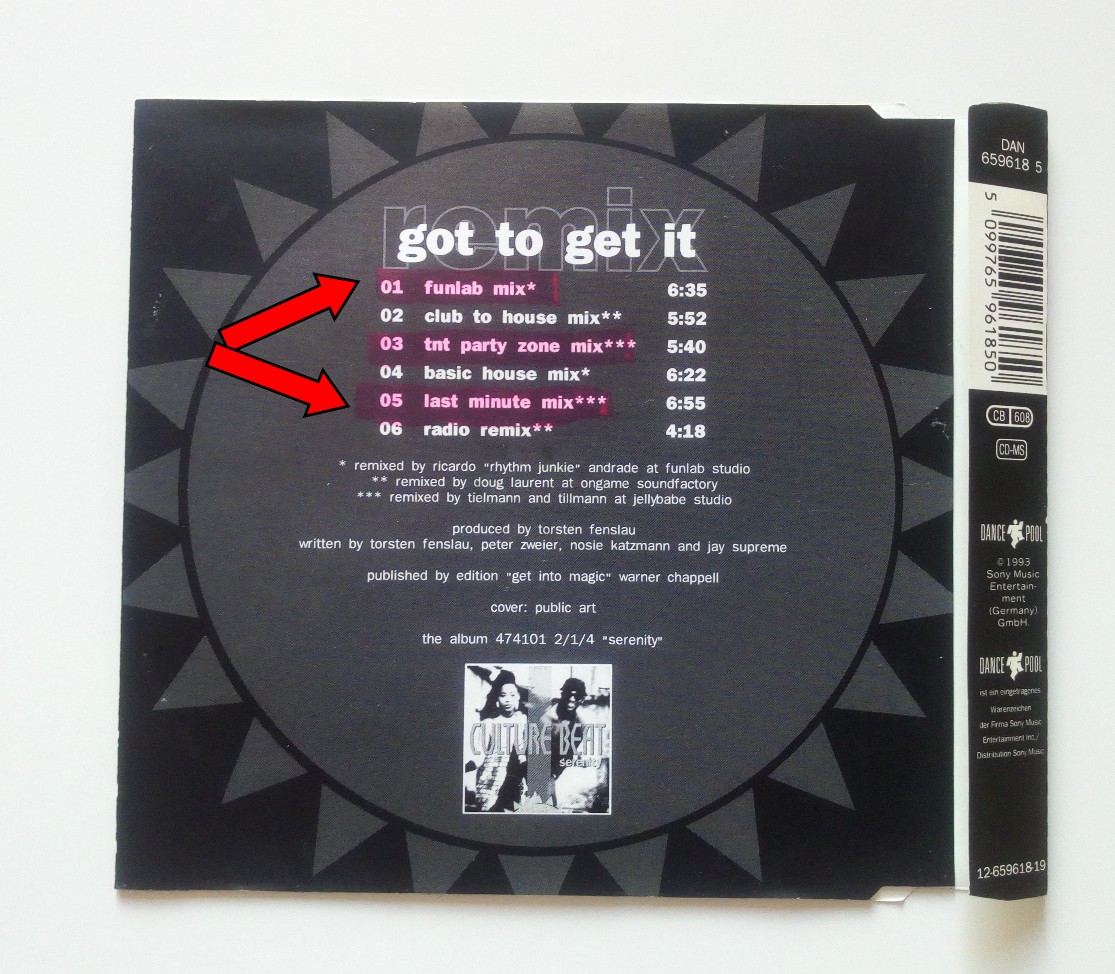 remix
got to get it
01 funlab mix* 6:35
02 club to house mix** 5:52
03 tnt party zone mix*** 5:40
04 basic house mix* 6:22
05 last minute mix*** 6:55
06 radio remix** 4:18
* remixed by ricardo "rhythm junkie" andrade at funlab studio
** remixed by doug laurent at ongame soundfactory
*** remixed by tielmann and tillmann at jellybabe studio
produced by torsten fenslau
written by torsten fenslau, peter zweier, nosie katzmann and jay supreme
published by edition "get into magic" warner chappell
cover: public art
the album 474101 2/1/4 "serenity"
CULTURE BEAT
serenity
DAN
659618 5
5 099765 961850
CB 608
CD-MS
DANCE POOL
©1993
Sony Music
Entertain-
ment
(Germany)
GmbH.
DANCE POOL
ist ein eingetragenes
Warenzeichen
der Firma Sony Music
Entertainment Inc./
Distribution Sony Music
12-659618-19